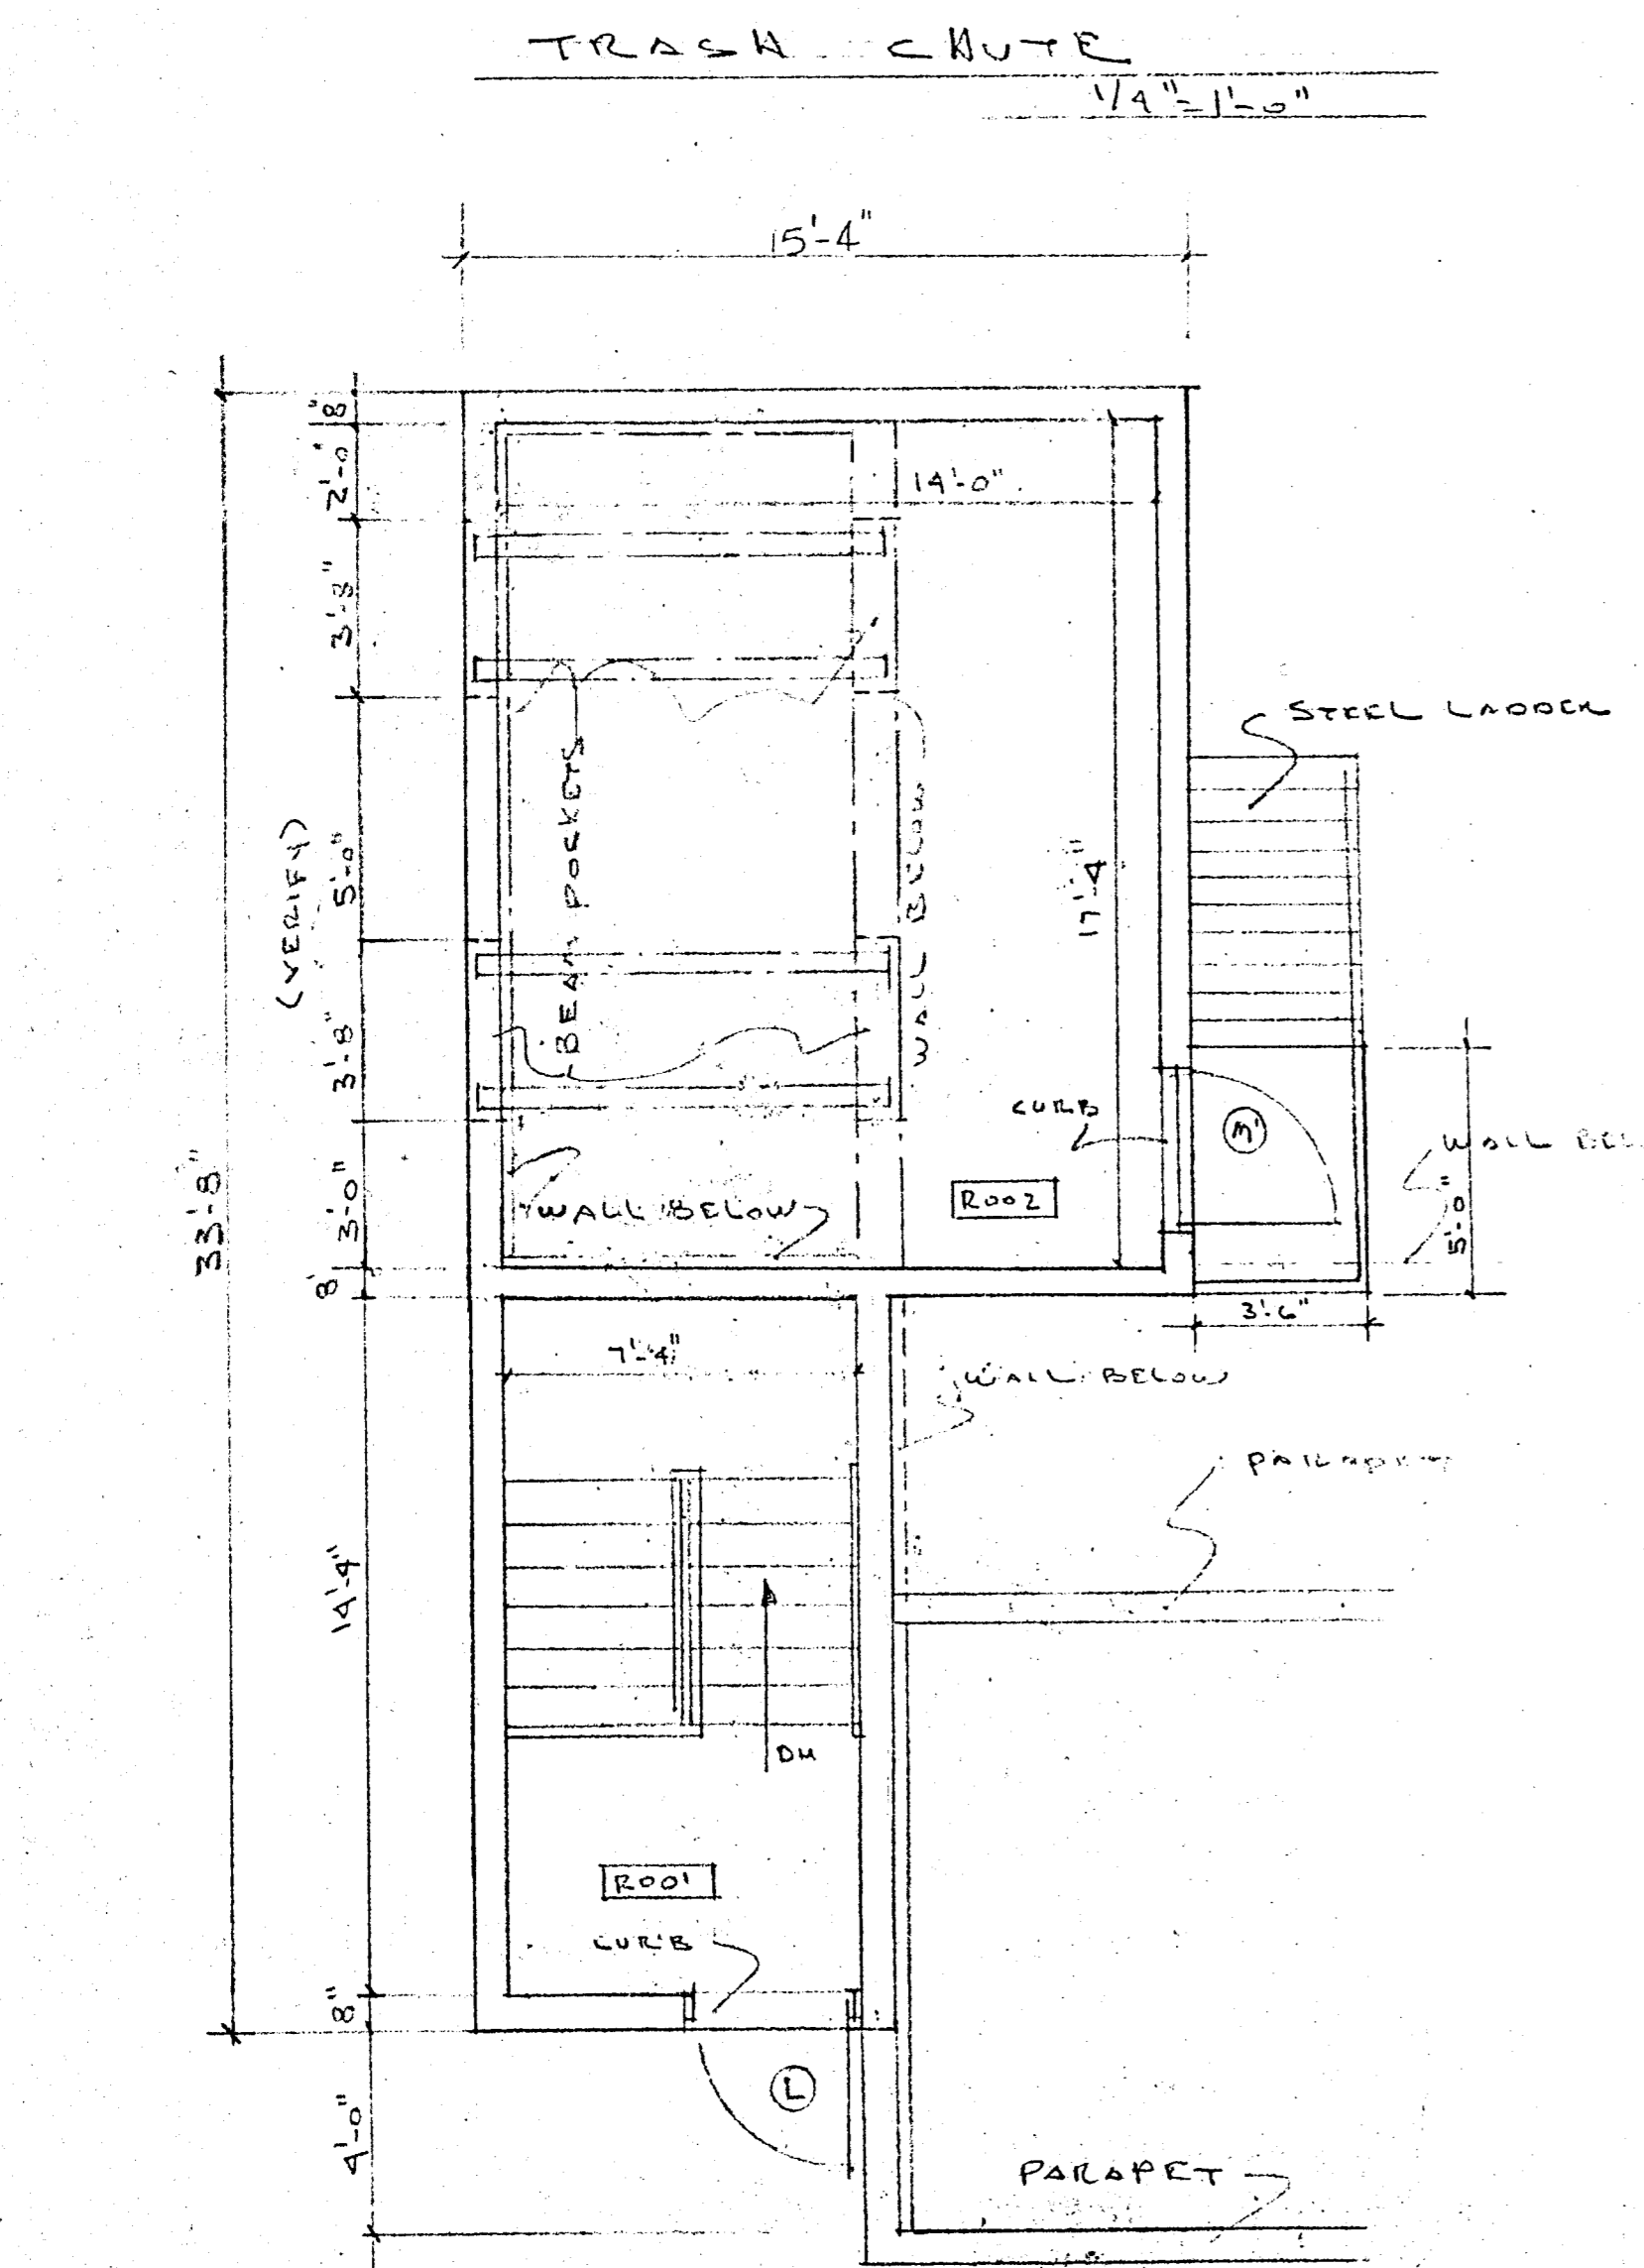 TRASH CHUTE
1/4"=1'-0"
15'-4"
8"
2'-0"
14'-0"
3'-8"
STEEL LADDER
BEAM POCKETS
WALL BELOW
5'-0"
(VERIFY)
17'-4"
3'-8"
CURB
M'
WALL
33'-8"
3'-0"
WALL BELOW
R002
5'-0"
8"
3'-6"
7'-4"
WALL BELOW
14'-4"
DN
R001
CURB
8"
L
4'-0"
PARAPET